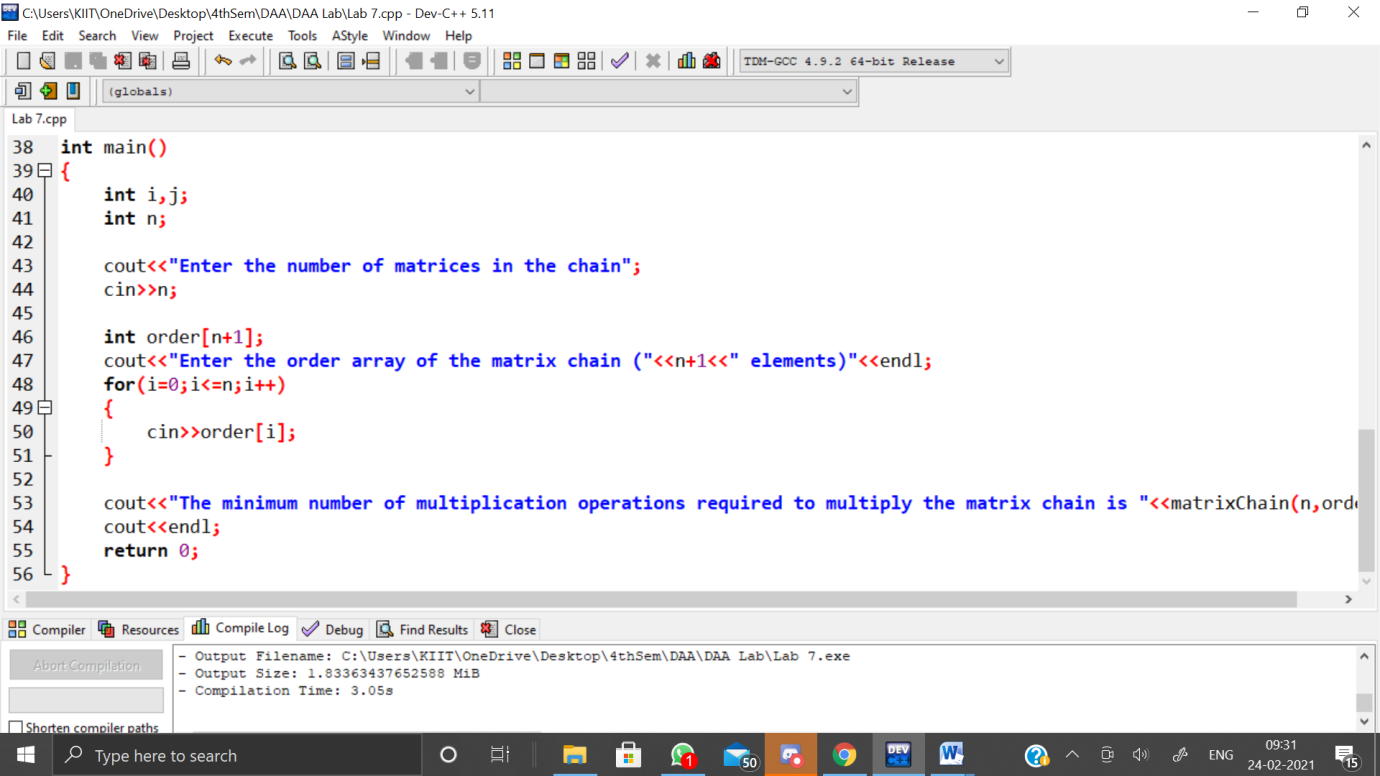 C:\Users\KIIT\OneDrive\Desktop\4thSem\DAA\DAA Lab\Lab 7.cpp - Dev-C++ 5.11
File Edit Search View Project Execute Tools AStyle Window Help
TDM-GCC 4.9.2 64-bit Release
(globals)
Lab 7.cpp
38 int main()
39 {
40 int i,j;
41 int n;
42
43 cout<<"Enter the number of matrices in the chain";
44 cin>>n;
45
46 int order[n+1];
47 cout<<"Enter the order array of the matrix chain ("<<n+1<<" elements)"<<endl;
48 for(i=0;i<=n;i++)
49 {
50 cin>>order[i];
51 }
52
53 cout<<"The minimum number of multiplication operations required to multiply the matrix chain is "<<matrixChain(n,orde
54 cout<<endl;
55 return 0;
56 }
Compiler Resources Compile Log Debug Find Results Close
Abort Compilation
Shorten compiler paths
- Output Filename: C:\Users\KIIT\OneDrive\Desktop\4thSem\DAA\DAA Lab\Lab 7.exe
- Output Size: 1.83363437652588 MiB
- Compilation Time: 3.05s
Type here to search
1
50
DEV C++
W
ENG
09:31
24-02-2021
15